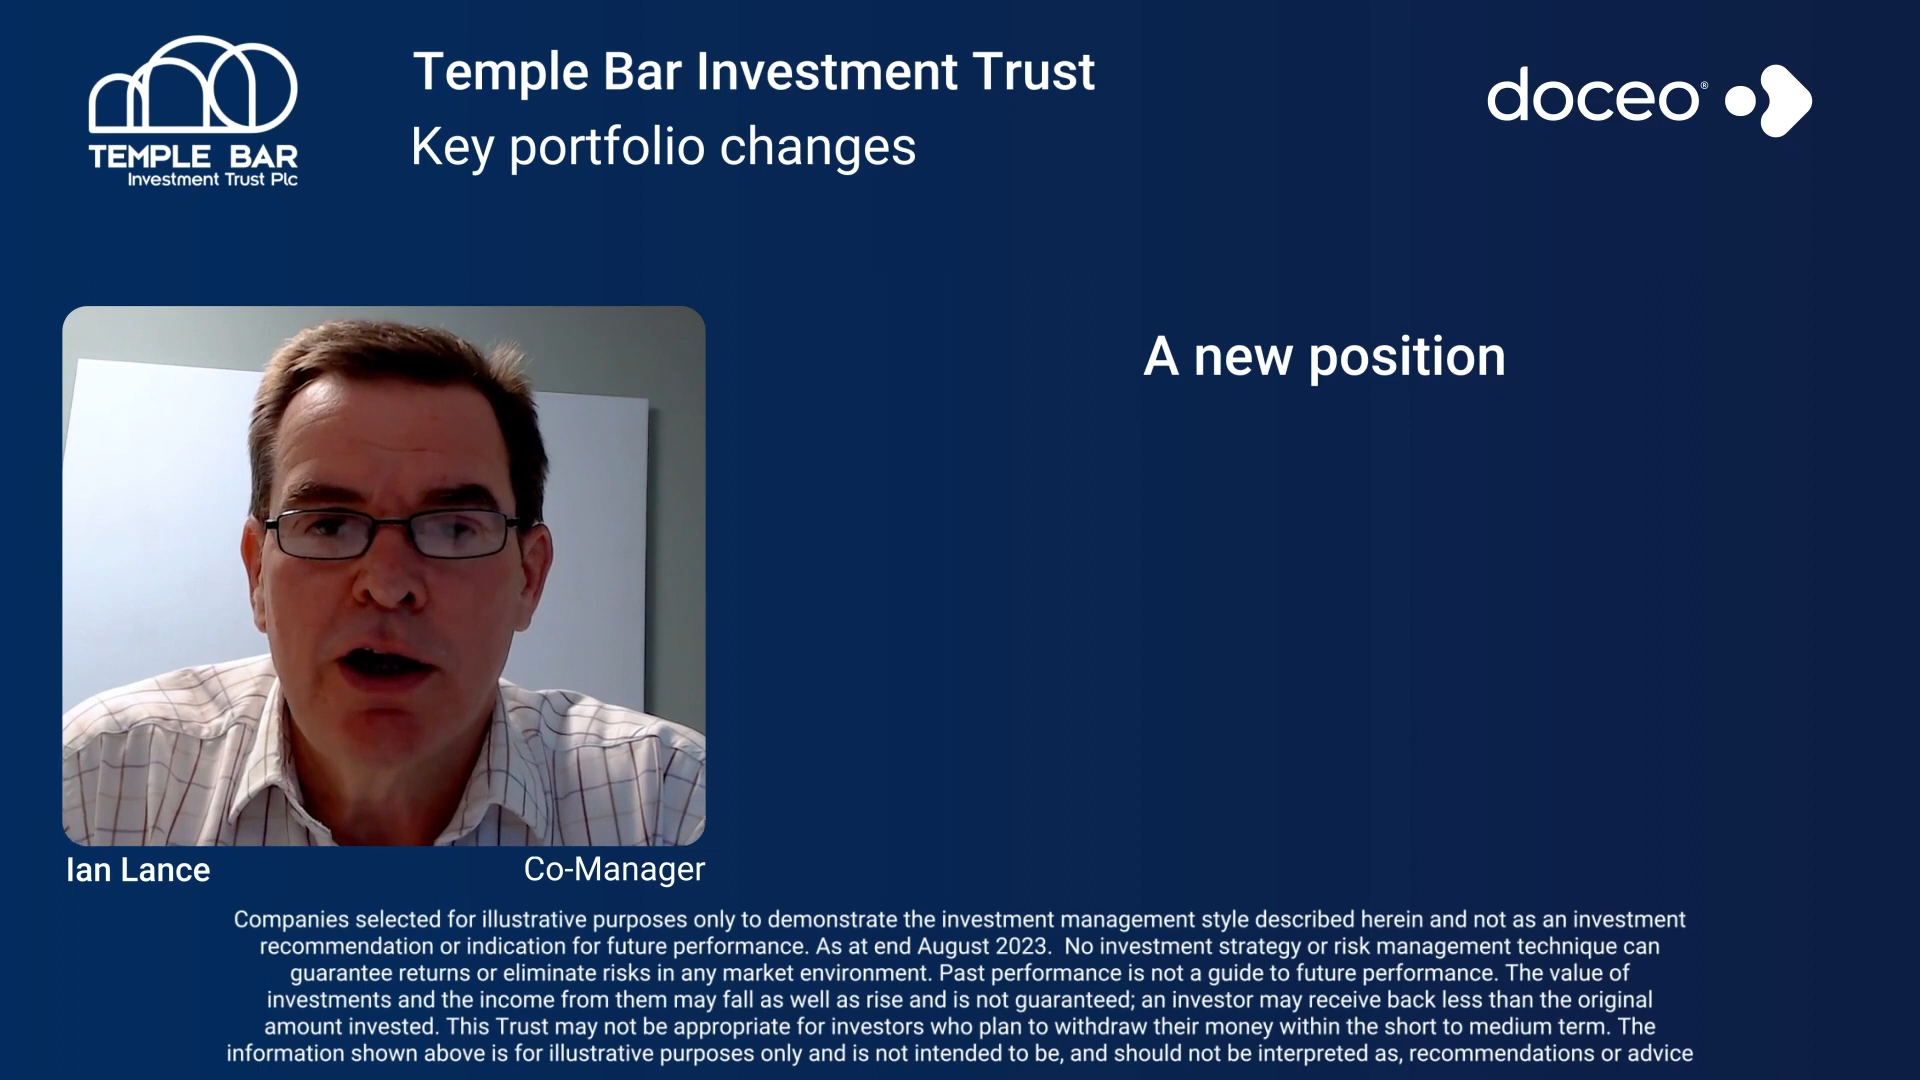 TEMPLE BAR
Investment Trust Plc
Temple Bar Investment Trust
Key portfolio changes
doceo®
A new position
Ian Lance
Co-Manager
Companies selected for illustrative purposes only to demonstrate the investment management style described herein and not as an investment
recommendation or indication for future performance. As at end August 2023.  No investment strategy or risk management technique can
guarantee returns or eliminate risks in any market environment. Past performance is not a guide to future performance. The value of
investments and the income from them may fall as well as rise and is not guaranteed; an investor may receive back less than the original
amount invested. This Trust may not be appropriate for investors who plan to withdraw their money within the short to medium term. The
information shown above is for illustrative purposes only and is not intended to be, and should not be interpreted as, recommendations or advice